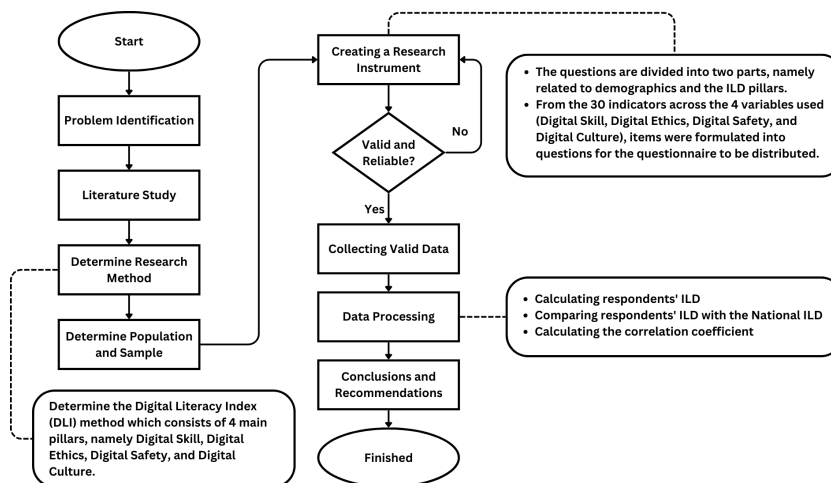 Start
Problem Identification
Literature Study
Determine Research
Method
Determine Population
and Sample
Determine the Digital Literacy Index
(DLI) method which consists of 4 main
pillars, namely Digital Skill, Digital
Ethics, Digital Safety, and Digital
Culture.
Creating a Research
Instrument
Valid and
Reliable?
No
Yes
Collecting Valid Data
Data Processing
Conclusions and
Recommendations
Finished
• The questions are divided into two parts, namely
related to demographics and the ILD pillars.
• From the 30 indicators across the 4 variables used
(Digital Skill, Digital Ethics, Digital Safety, and
Digital Culture), items were formulated into
questions for the questionnaire to be distributed.
• Calculating respondents' ILD
• Comparing respondents' ILD with the National ILD
• Calculating the correlation coefficient